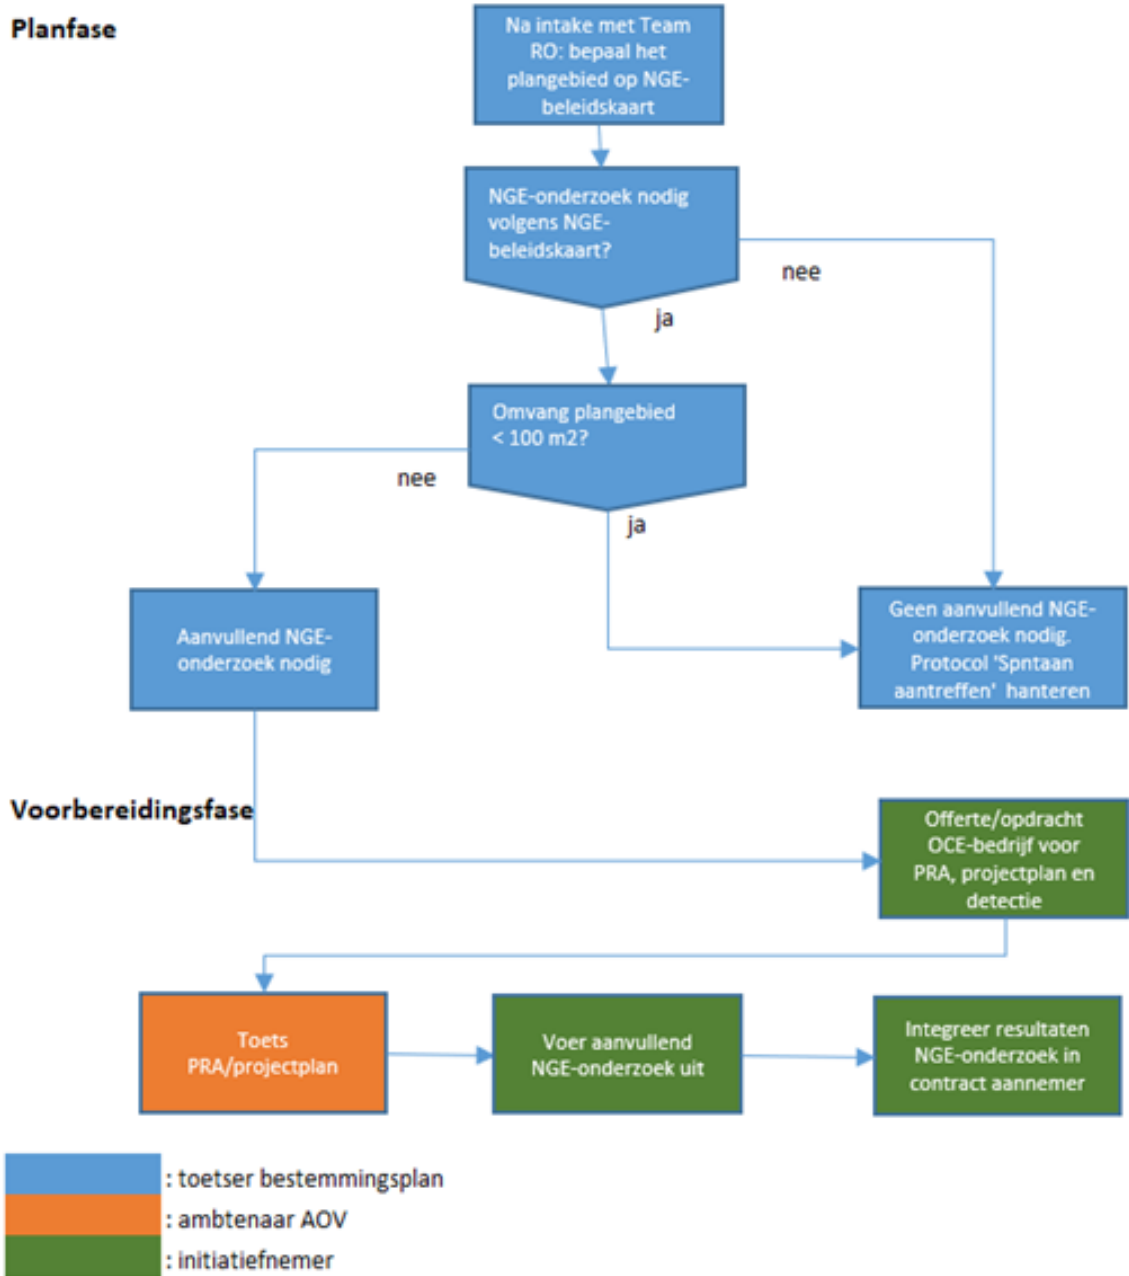 Planfase
Na intake met Team
RO: bepaal het
plangebied op NGE-
beleidskaart
NGE-onderzoek nodig
volgens NGE-
beleidskaart?
nee
ja
Omvang plangebied
< 100 m2?
nee
ja
Aanvullend NGE-
onderzoek nodig
Geen aanvullend NGE-
onderzoek nodig.
Protocol 'Spntaan
aantreffen' hanteren
Voorbereidingsfase
Offerte/opdracht
OCE-bedrijf voor
PRA, projectplan en
detectie
Toets
PRA/projectplan
Voer aanvullend
NGE-onderzoek uit
Integreer resultaten
NGE-onderzoek in
contract aannemer
: toetser bestemmingsplan
: ambtenaar AOV
: initiatiefnemer